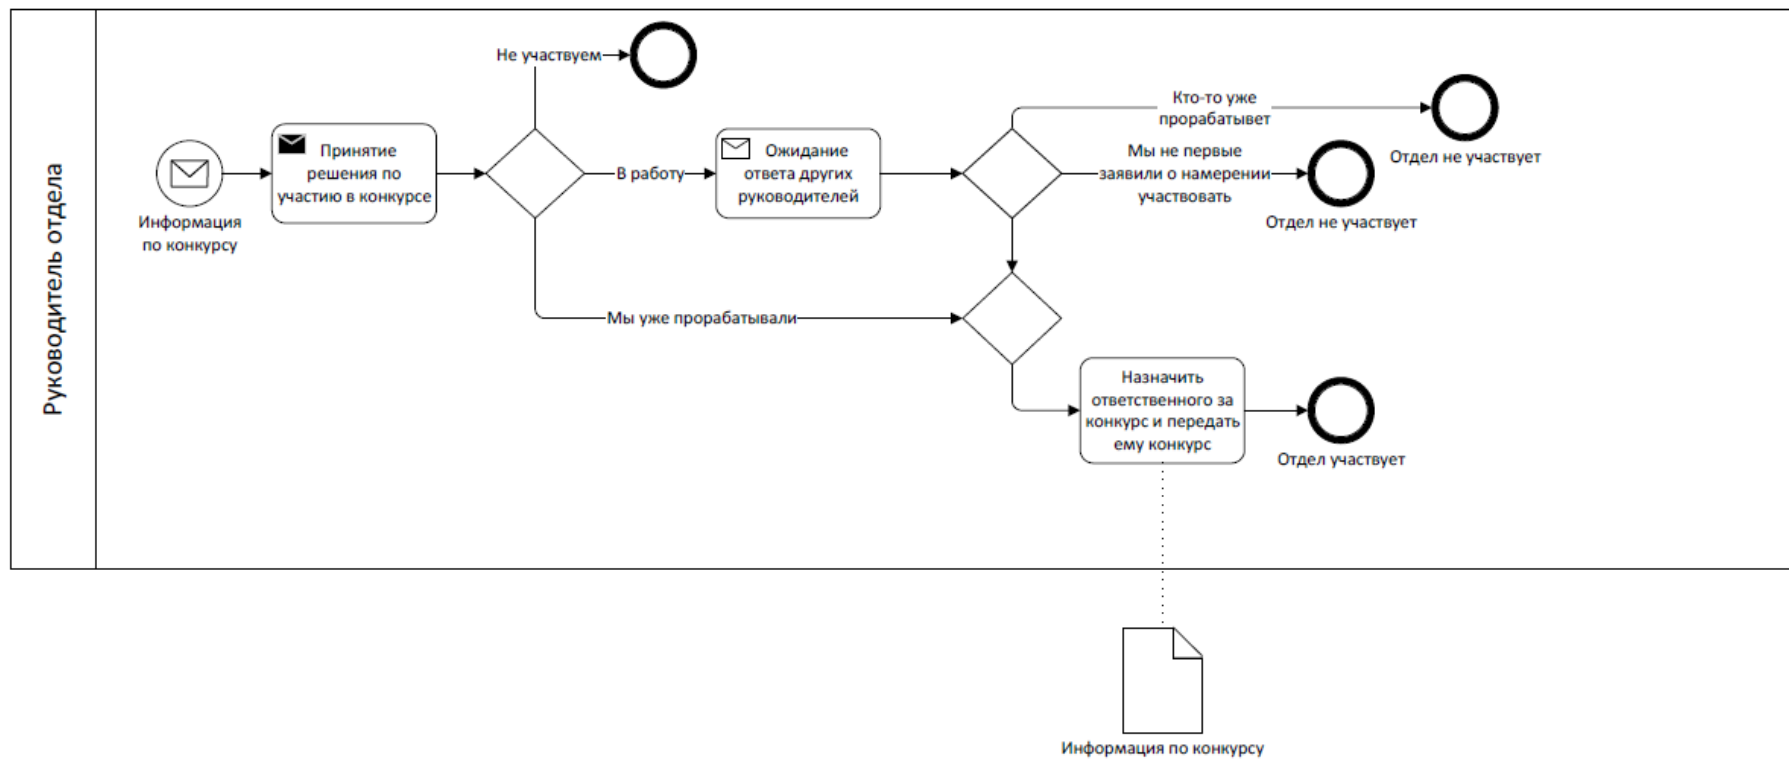 Руководитель отдела
Информация
по конкурсу
Принятие
решения по
участию в конкурсе
Не участвуем
В работу
Мы уже прорабатывали
Ожидание
ответа других
руководителей
Кто-то уже
прорабатывет
Отдел не участвует
Мы не первые
заявили о намерении
участвовать
Отдел не участвует
Назначить
ответственного за
конкурс и передать
ему конкурс
Отдел участвует
Информация по конкурсу